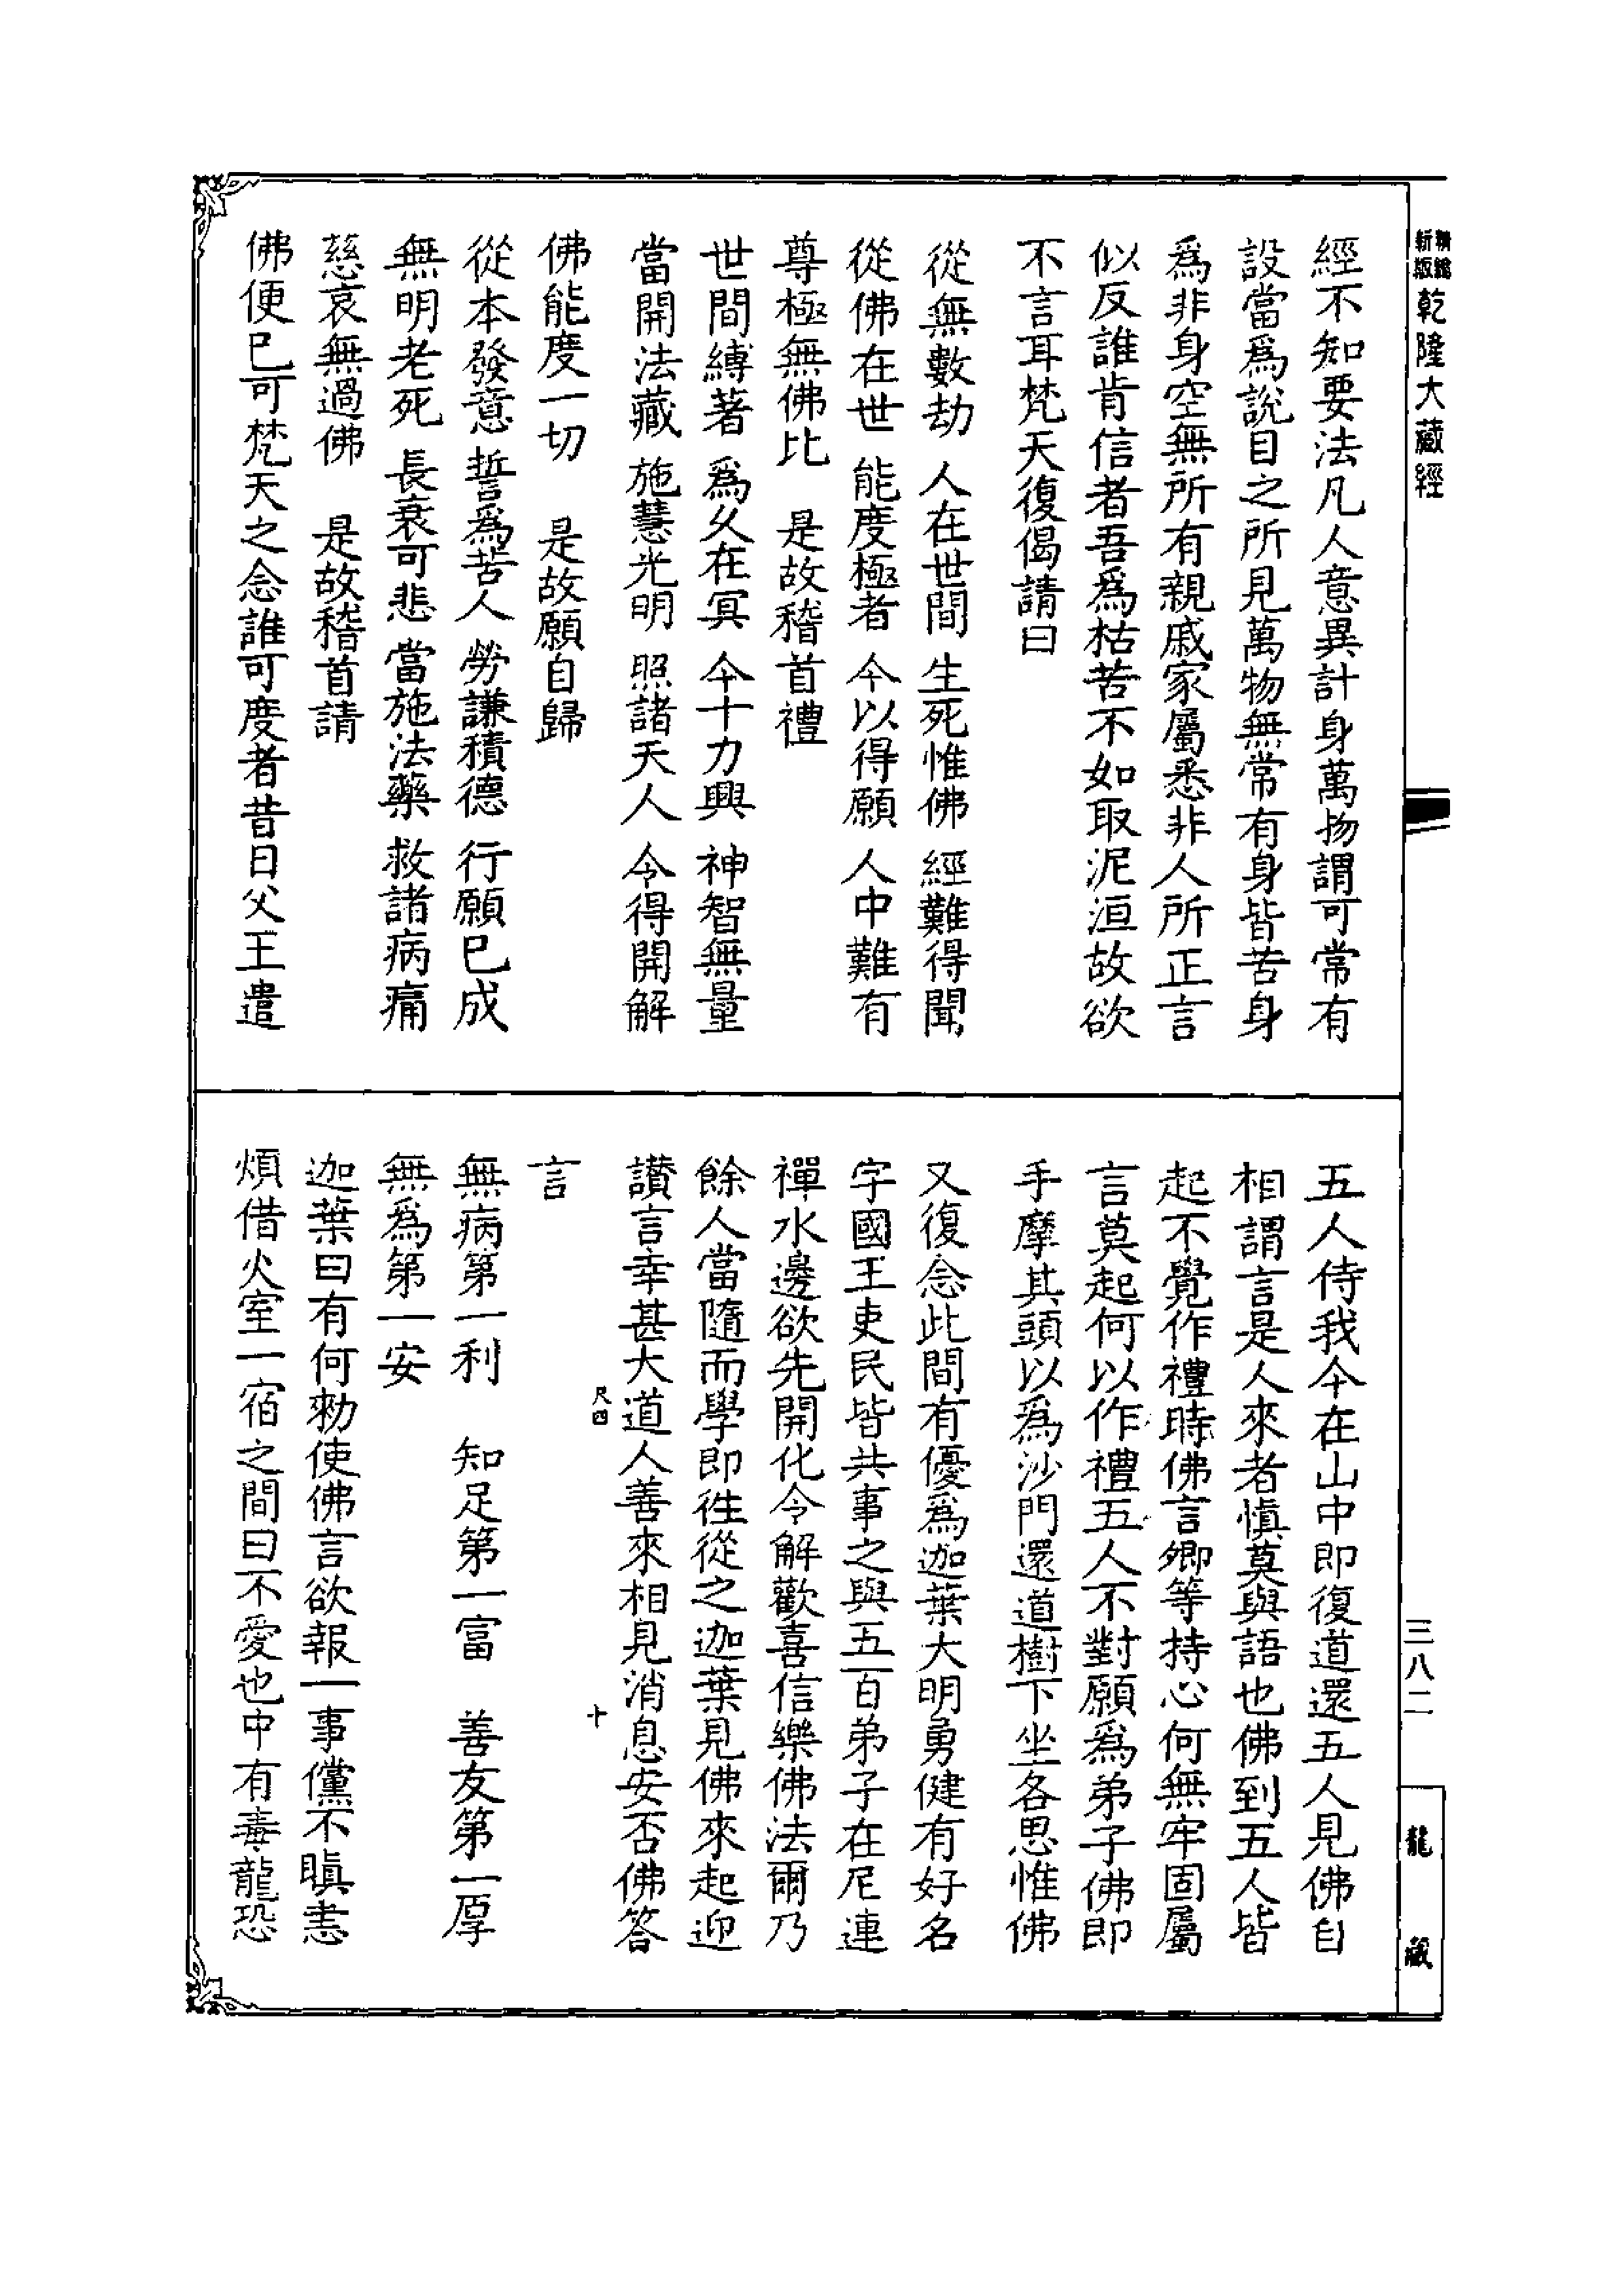 新版
精縮
乾隆大藏經
經不知要法凡人意異計身萬物謂可常有
設當爲說目之所見萬物無常有身皆苦身
爲非身空無所有親戚家屬悉非人所正言
似反誰肯信者吾爲枯苦不如取泥洹故欲
不言耳梵天復偈請曰
從無數劫 人在世間 生死惟佛 經難得聞
從佛在世 能度極者 今以得願 人中難有
尊極無佛比 是故稽首禮
世間縛著 爲久在冥 今十力興 神智無量
當開法藏 施慧光明 照諸天人 令得開解
佛能度一切 是故願自歸
從本發意 誓爲苦人 勞謙積德 行願已成
無明老死 長衰可悲 當施法藥 救諸病痛
慈哀無過佛 是故稽首請
佛便已可梵天之念誰可度者昔日父王遣
五人侍我今在山中即復道還五人見佛自
相謂言是人來者慎莫與語也佛到五人皆
起不覺作禮時佛言卿等持心何無牢固屬
言莫起何以作禮五人不對願爲弟子佛即
手摩其頭以爲沙門還道樹下坐各思惟佛
又復念此間有優爲迦葉大明勇健有好名
字國王吏民皆共事之與五百弟子在尼連
禪水邊欲先開化令解歡喜信樂佛法爾乃
餘人當隨而學即徃從之迦葉見佛來起迎
讚言幸甚大道人善來相見消息安否佛答
尺四 十
言
無病第一利 知足第一富 善友第一厚
無爲第一安
迦葉曰有何勑使佛言欲報一事儻不瞋恚
煩借火室一宿之間曰不愛也中有毒龍恐
三八二
龍藏